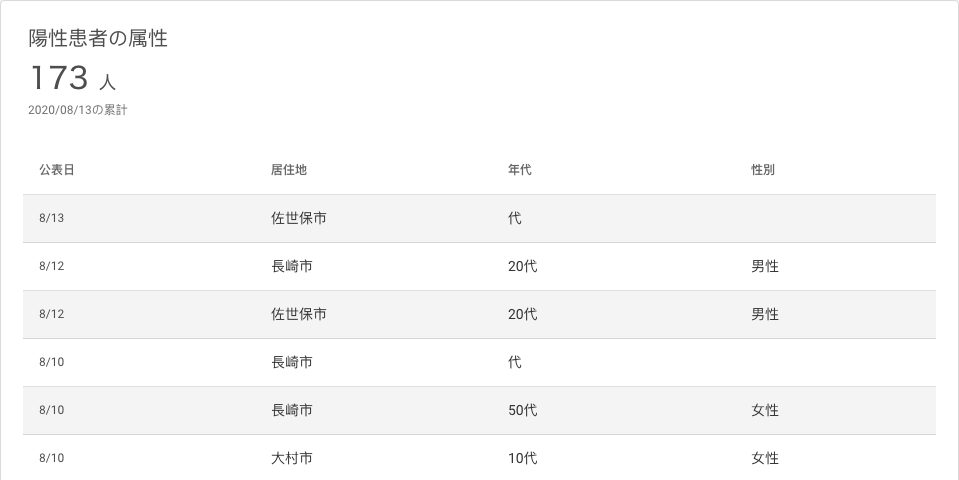 陽性患者の属性
173 人
2020/08/13の累計
公表日 居住地 年代 性別
8/13 佐世保市 代
8/12 長崎市 20代 男性
8/12 佐世保市 20代 男性
8/10 長崎市 代
8/10 長崎市 50代 女性
8/10 大村市 10代 女性